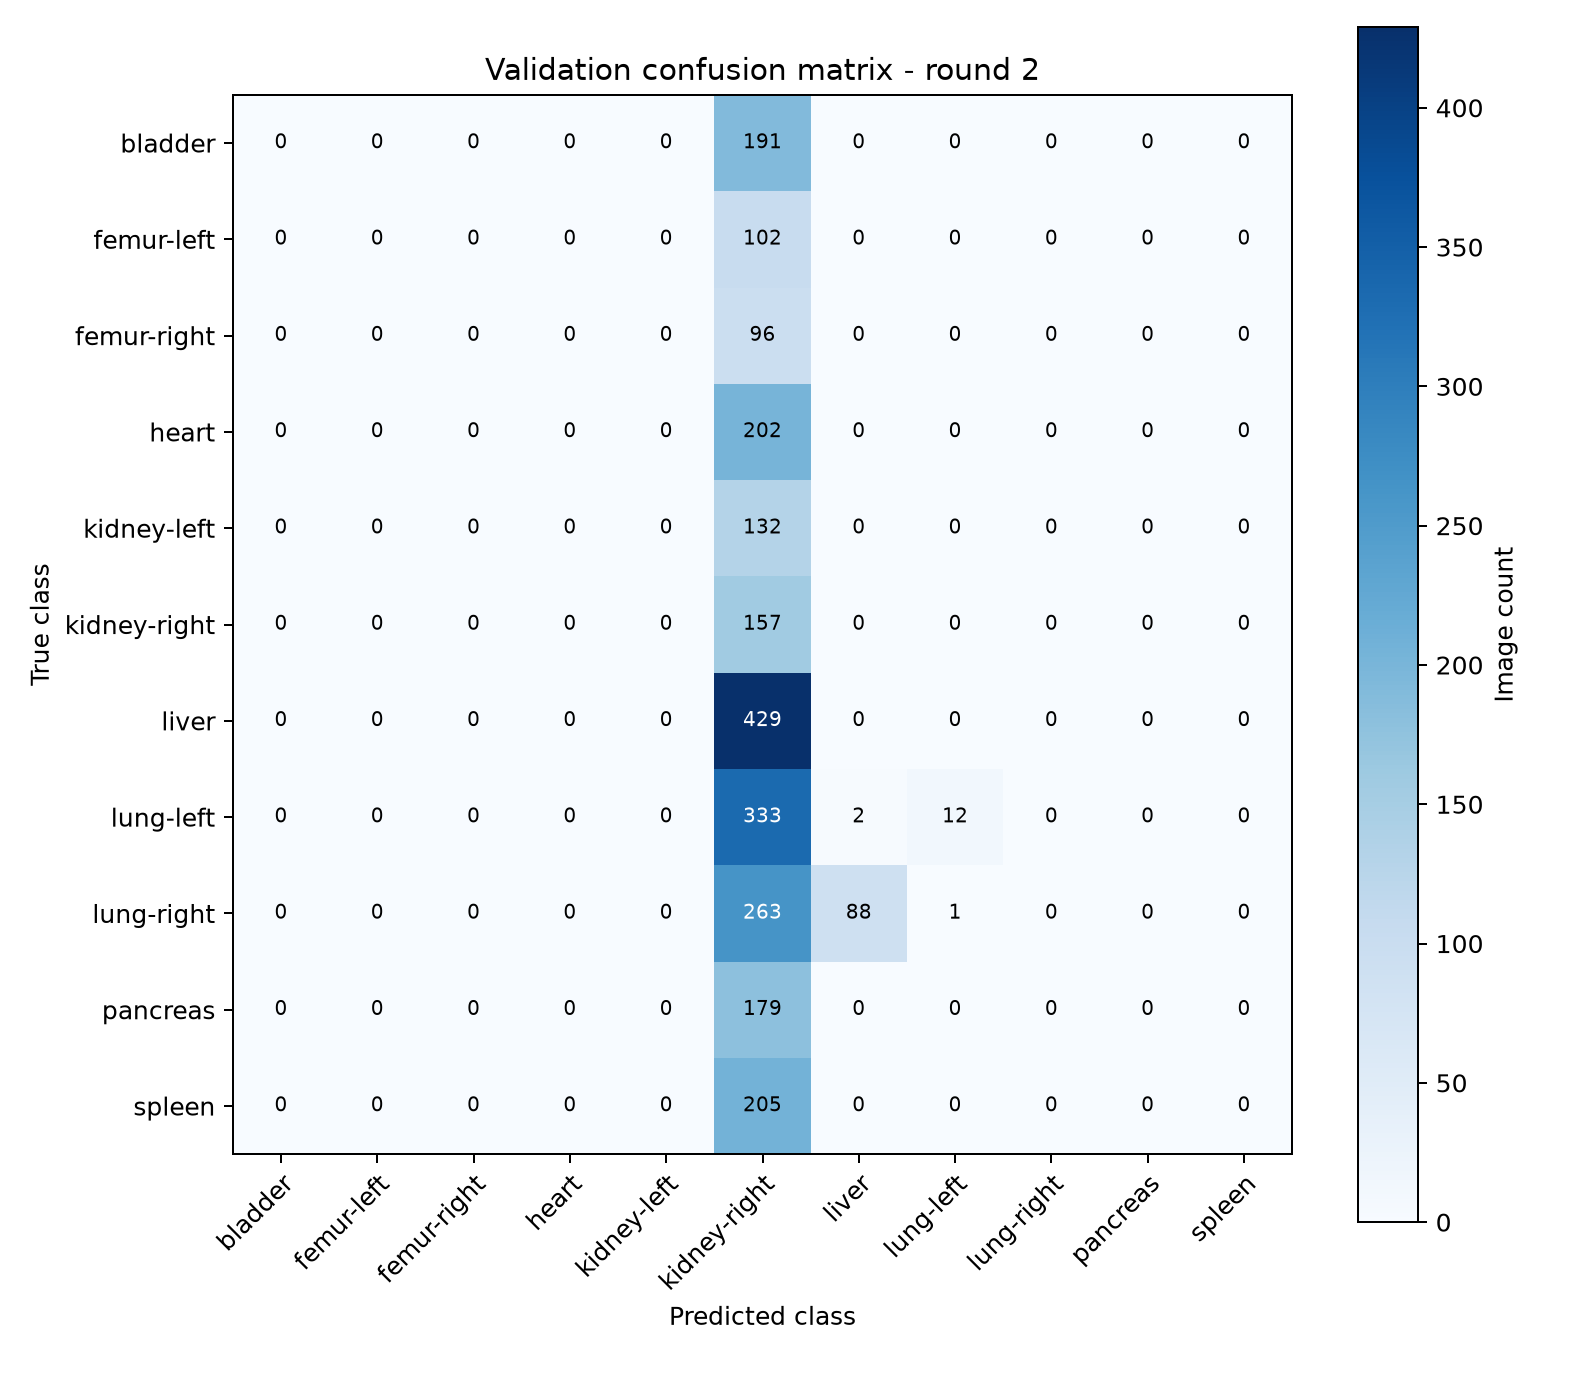 Validation confusion matrix - round 2
True class
bladder 0 0 0 0 0 191 0 0 0 0 0
femur-left 0 0 0 0 0 102 0 0 0 0 0
femur-right 0 0 0 0 0 96 0 0 0 0 0
heart 0 0 0 0 0 202 0 0 0 0 0
kidney-left 0 0 0 0 0 132 0 0 0 0 0
kidney-right 0 0 0 0 0 157 0 0 0 0 0
liver 0 0 0 0 0 429 0 0 0 0 0
lung-left 0 0 0 0 0 333 2 12 0 0 0
lung-right 0 0 0 0 0 263 88 1 0 0 0
pancreas 0 0 0 0 0 179 0 0 0 0 0
spleen 0 0 0 0 0 205 0 0 0 0 0
bladder femur-left femur-right heart kidney-left kidney-right liver lung-left lung-right pancreas spleen
Predicted class
400
350
300
250
200
150
100
50
0
Image count